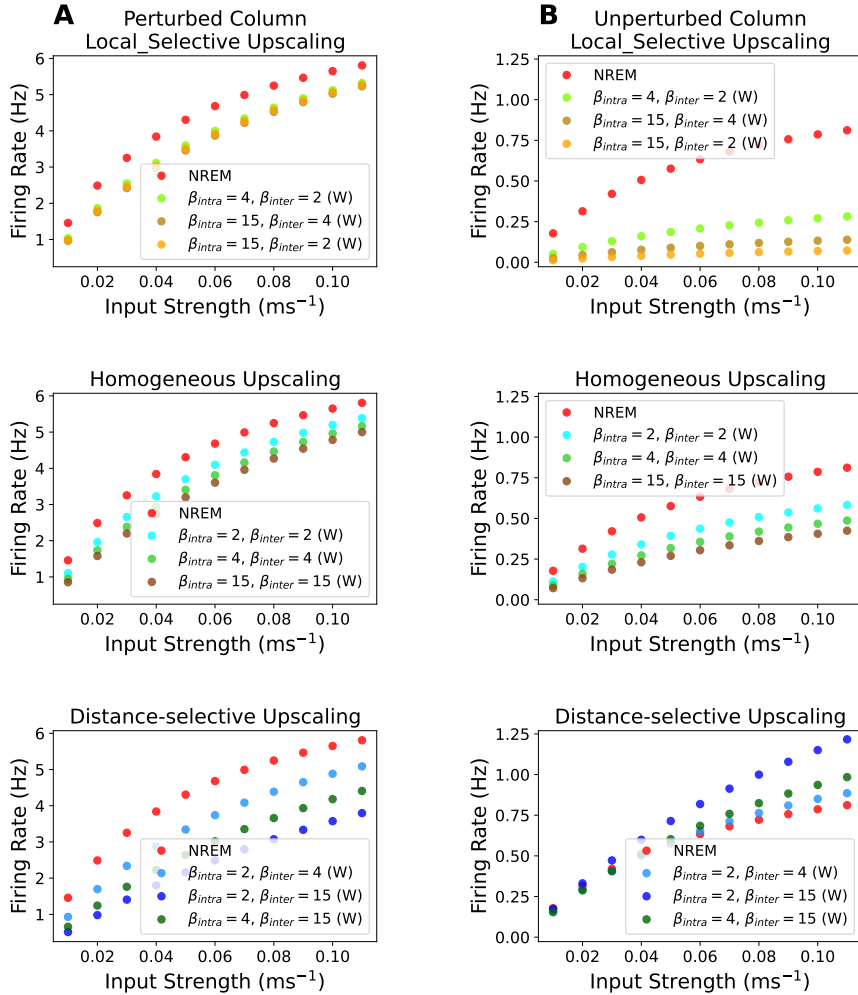 A
Perturbed Column
Local_Selective Upscaling
Firing Rate (Hz)
6
5
4
3
2
1
NREM
β_intra = 4, β_inter = 2 (W)
β_intra = 15, β_inter = 4 (W)
β_intra = 15, β_inter = 2 (W)
0.02 0.04 0.06 0.08 0.10
Input Strength (ms⁻¹)
B
Unperturbed Column
Local_Selective Upscaling
Firing Rate (Hz)
1.25
1.00
0.75
0.50
0.25
0.00
NREM
β_intra = 4, β_inter = 2 (W)
β_intra = 15, β_inter = 4 (W)
β_intra = 15, β_inter = 2 (W)
0.02 0.04 0.06 0.08 0.10
Input Strength (ms⁻¹)
Homogeneous Upscaling
Firing Rate (Hz)
6
5
4
3
2
1
NREM
β_intra = 2, β_inter = 2 (W)
β_intra = 4, β_inter = 4 (W)
β_intra = 15, β_inter = 15 (W)
0.02 0.04 0.06 0.08 0.10
Input Strength (ms⁻¹)
Homogeneous Upscaling
Firing Rate (Hz)
1.25
1.00
0.75
0.50
0.25
0.00
NREM
β_intra = 2, β_inter = 2 (W)
β_intra = 4, β_inter = 4 (W)
β_intra = 15, β_inter = 15 (W)
0.02 0.04 0.06 0.08 0.10
Input Strength (ms⁻¹)
Distance-selective Upscaling
Firing Rate (Hz)
6
5
4
3
2
1
NREM
β_intra = 2, β_inter = 4 (W)
β_intra = 2, β_inter = 15 (W)
β_intra = 4, β_inter = 15 (W)
0.02 0.04 0.06 0.08 0.10
Input Strength (ms⁻¹)
Distance-selective Upscaling
Firing Rate (Hz)
1.25
1.00
0.75
0.50
0.25
0.00
NREM
β_intra = 2, β_inter = 4 (W)
β_intra = 2, β_inter = 15 (W)
β_intra = 4, β_inter = 15 (W)
0.02 0.04 0.06 0.08 0.10
Input Strength (ms⁻¹)